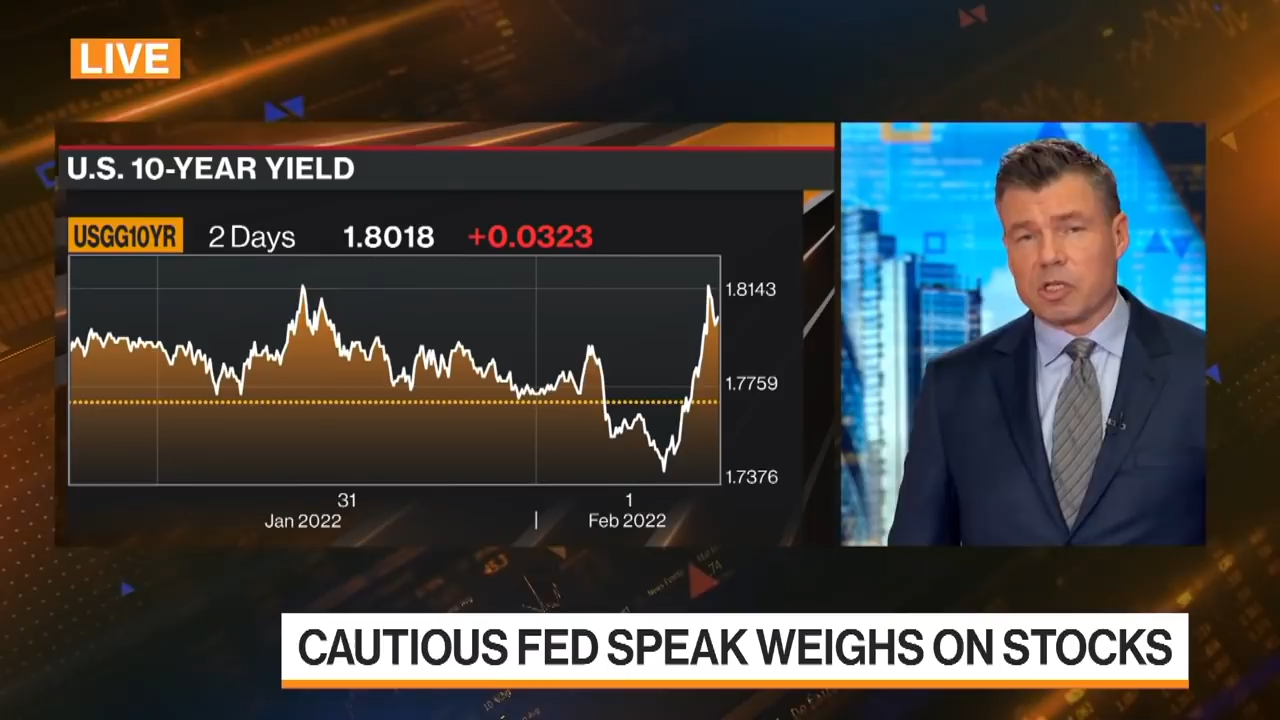 LIVE
U.S. 10-YEAR YIELD
USGG10YR 2 Days 1.8018 +0.0323
1.8143
1.7759
1.7376
31 1
Jan 2022 | Feb 2022
CAUTIOUS FED SPEAK WEIGHS ON STOCKS